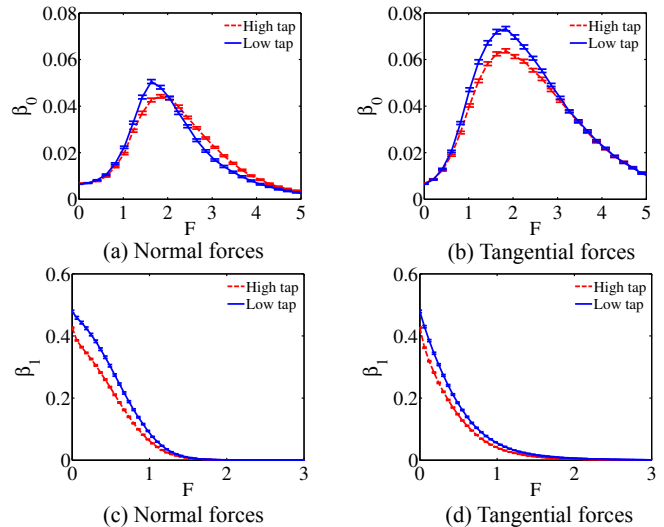 0.08
0.06
0.04
0.02
0
β0
0 1 2 3 4 5
F
High tap
Low tap
(a) Normal forces
0.08
0.06
0.04
0.02
0
β0
0 1 2 3 4 5
F
High tap
Low tap
(b) Tangential forces
0.6
0.4
0.2
0
β1
0 1 2 3
F
High tap
Low tap
(c) Normal forces
0.6
0.4
0.2
0
β1
0 1 2 3
F
High tap
Low tap
(d) Tangential forces